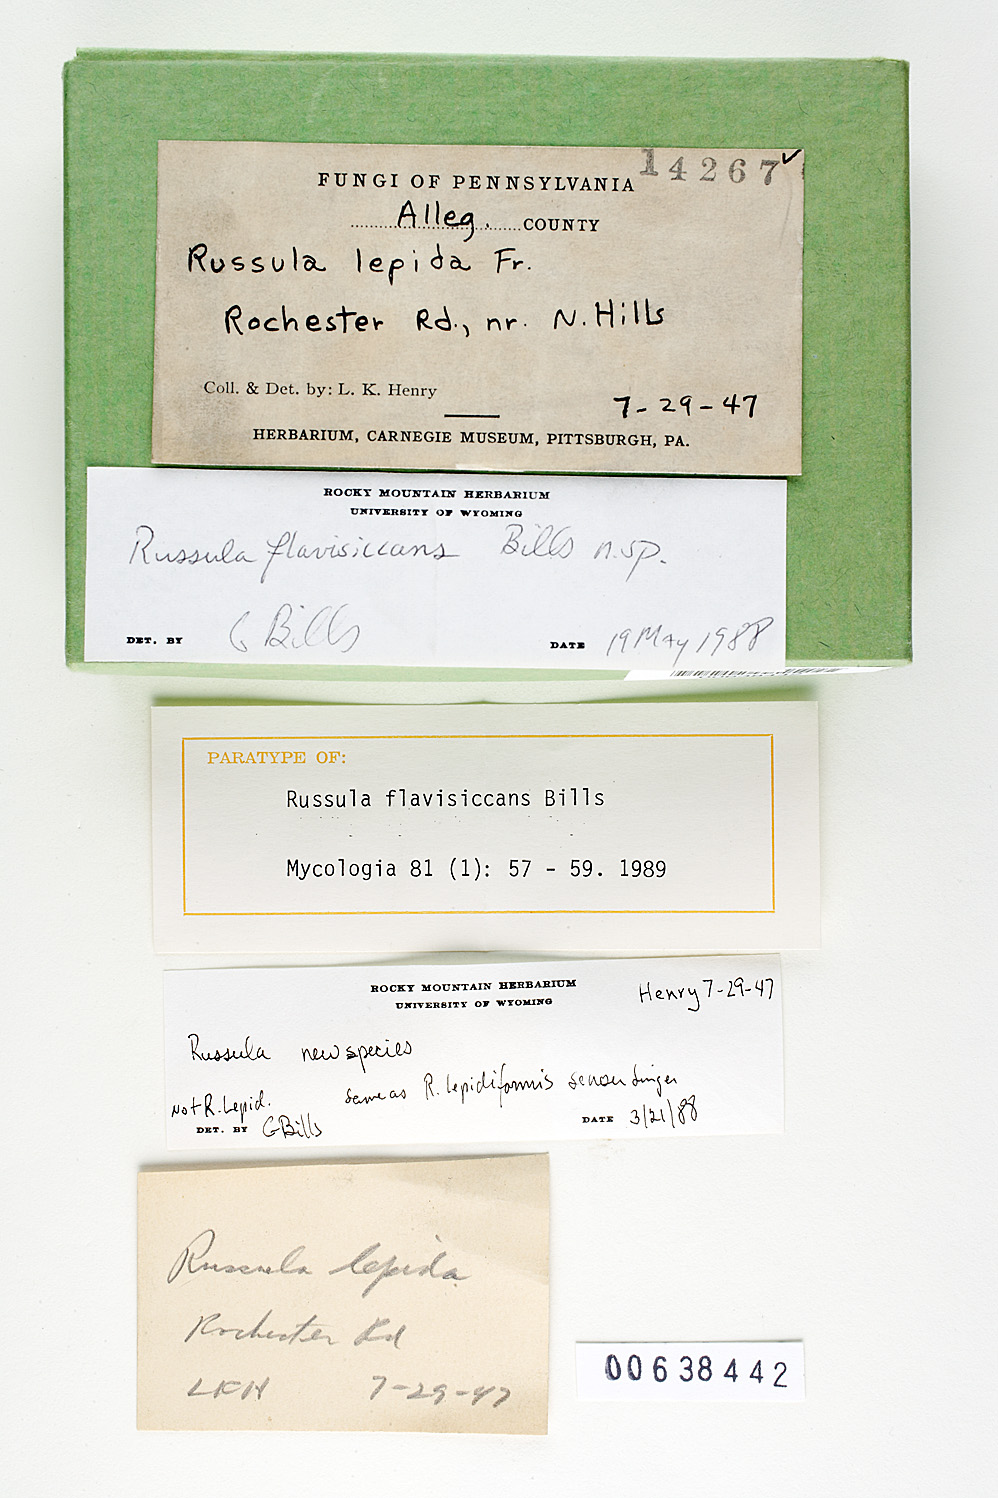 14267
FUNGI OF PENNSYLVANIA
Alleg. COUNTY
Russula lepida Fr.
Rochester Rd., nr. N. Hills
Coll. & Det. by: L. K. Henry
7-29-47
HERBARIUM, CARNEGIE MUSEUM, PITTSBURGH, PA.
ROCKY MOUNTAIN HERBARIUM
UNIVERSITY OF WYOMING
Russula flavisiccans Bills n. sp.
DET. BY G Bills DATE 19 May 1988
PARATYPE OF:
Russula flavisiccans Bills
Mycologia 81 (1): 57 - 59. 1989
ROCKY MOUNTAIN HERBARIUM
UNIVERSITY OF WYOMING
Henry 7-29-47
Russula new species
Not R. Lepid. same as R. lepidiformis sensu Singer
DET. BY GBills DATE 3/21/88
Russula lepida
Rochester Rd
LKH 7-29-47
00638442